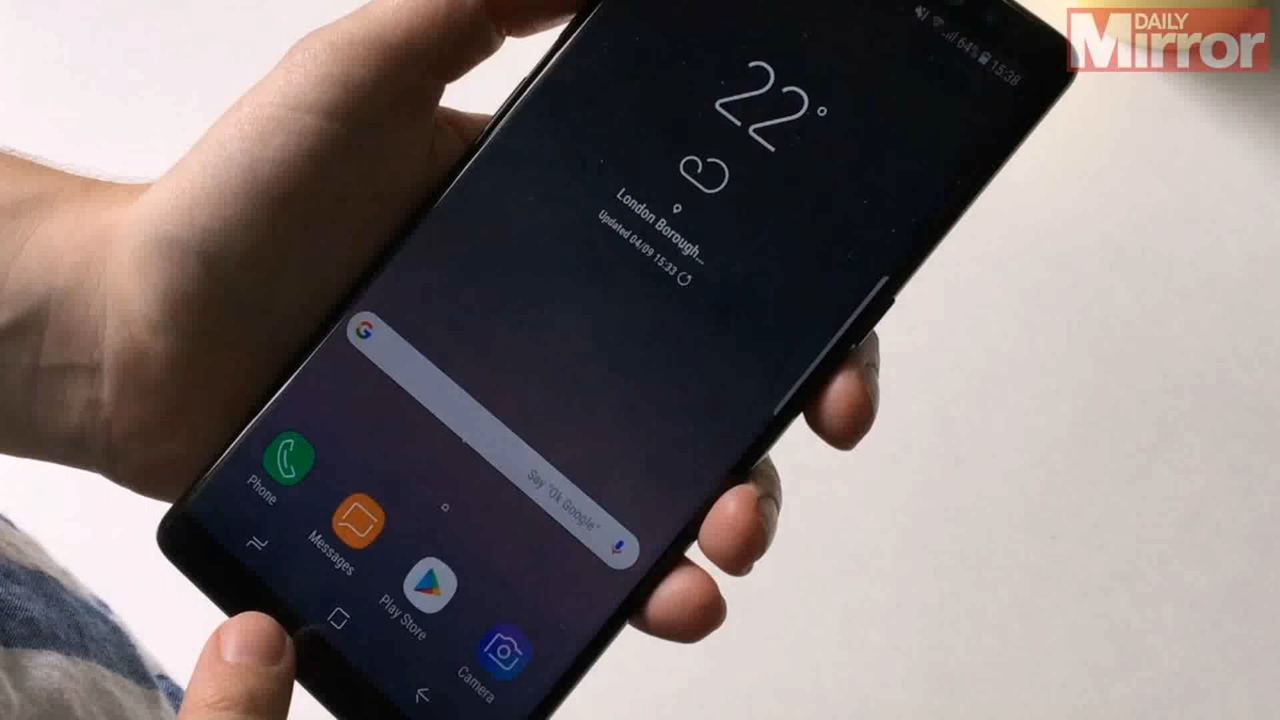 DAILY
Mirror
64% 15:38
22°
London Borough...
Updated 04/09 15:33
G
Say "Ok Google"
Phone
Messages
Play Store
Camera